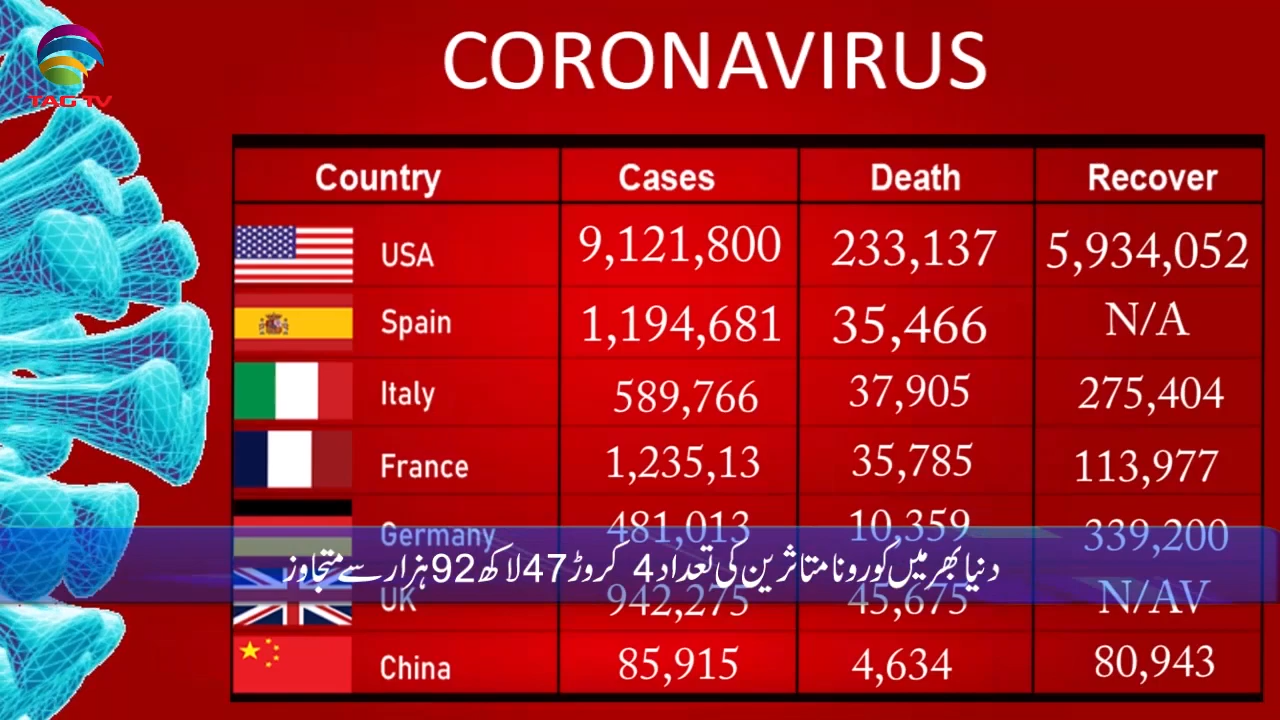 TAG TV
CORONAVIRUS
Country Cases Death Recover
USA 9,121,800 233,137 5,934,052
Spain 1,194,681 35,466 N/A
Italy 589,766 37,905 275,404
France 1,235,13 35,785 113,977
Germany 481,013 10,359 339,200
دنیا بھر میں کورونا متاثرین کی تعداد 4 کروڑ 47 لاکھ 92 ہزار سے متجاوز
UK 942,275 45,675 N/AV
China 85,915 4,634 80,943